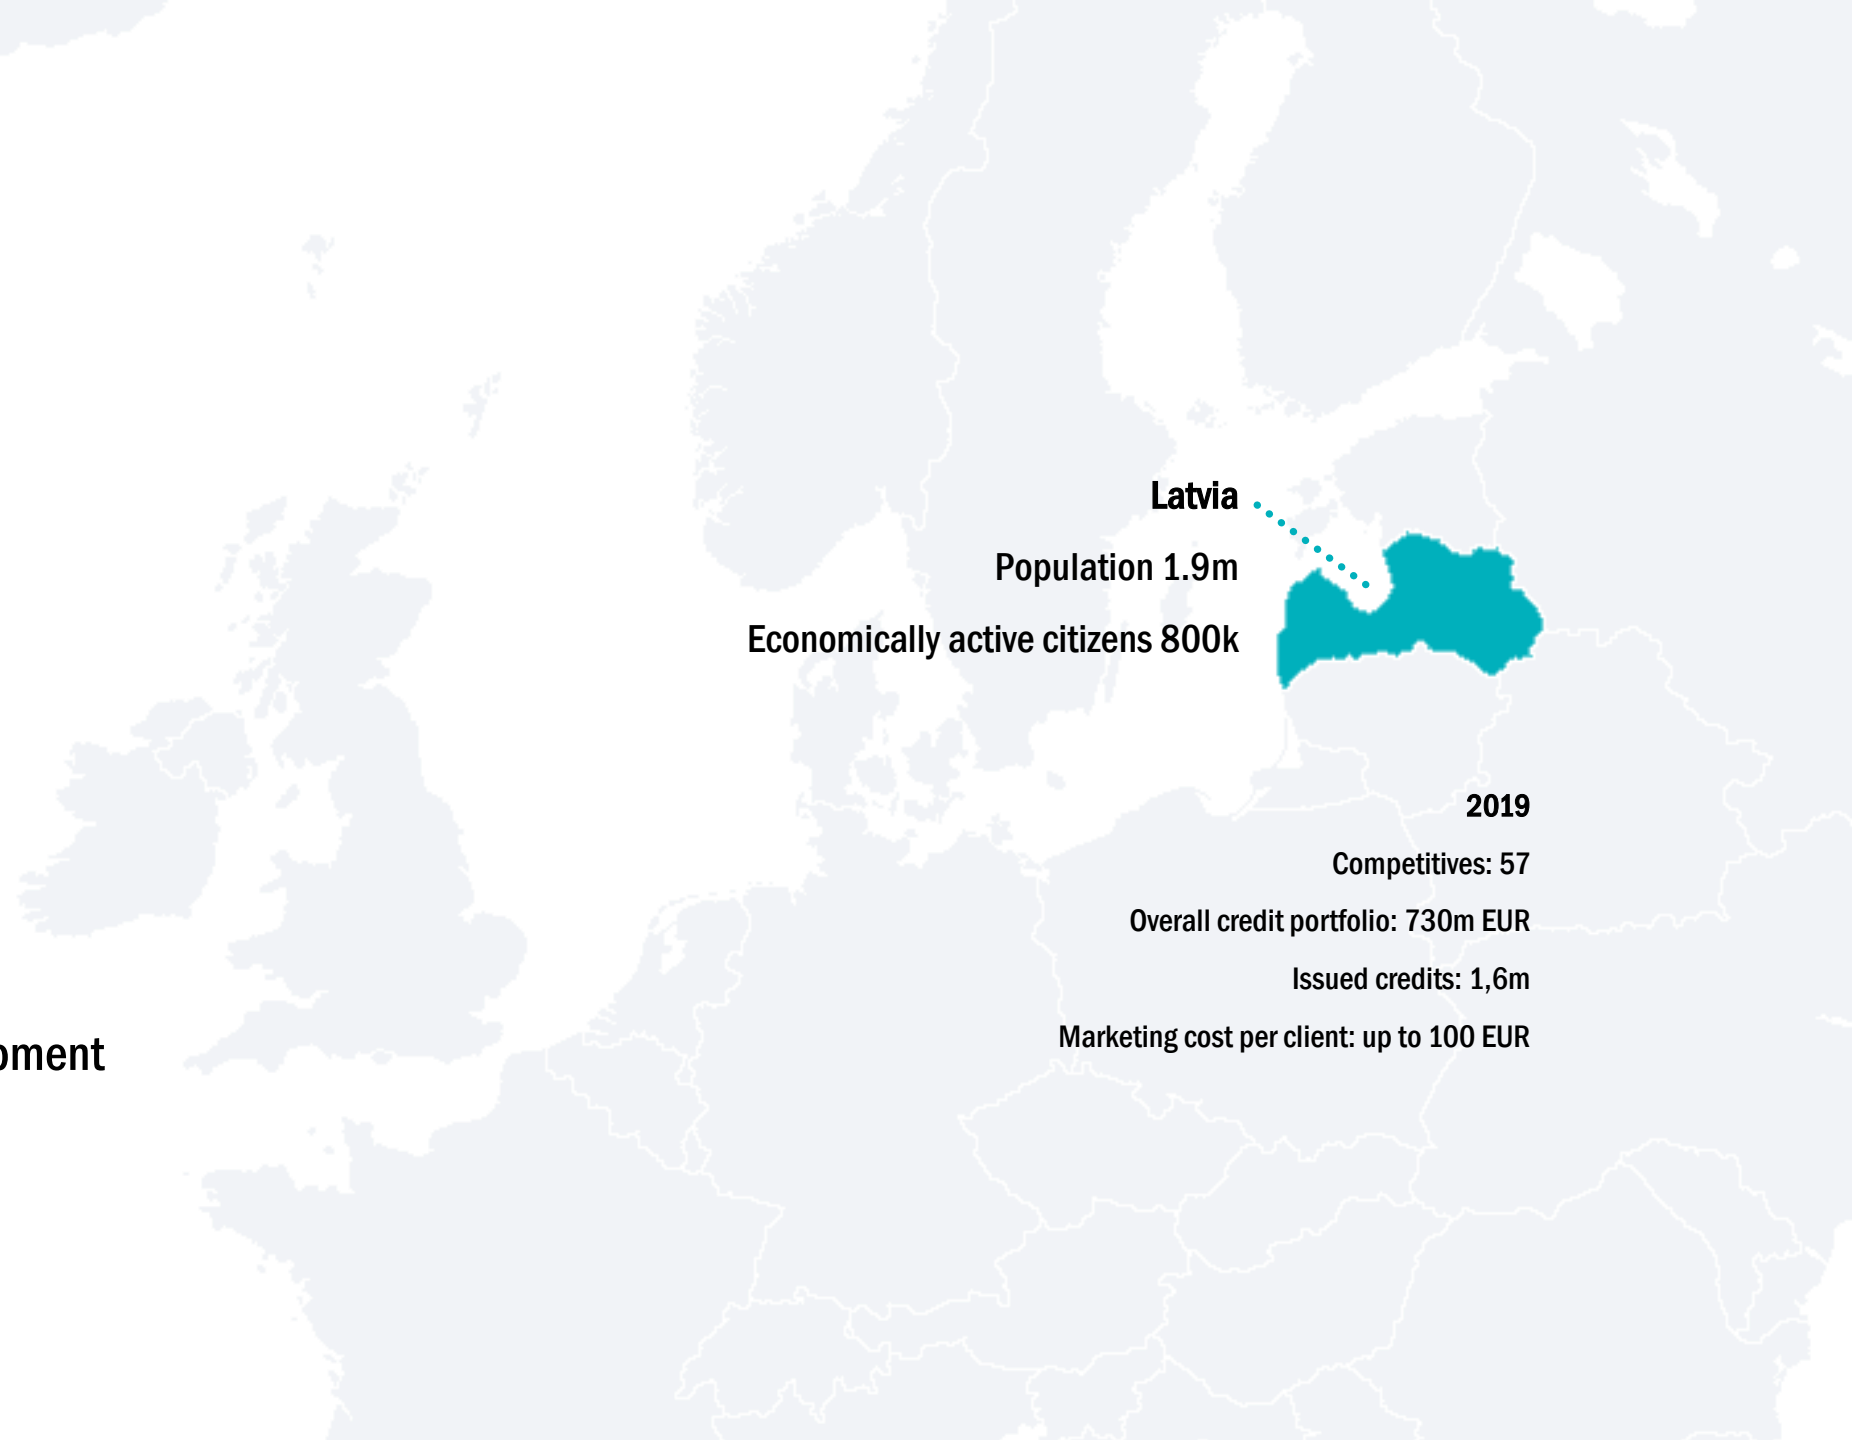 Latvia
Population 1.9m
Economically active citizens 800k
2019
Competitives: 57
Overall credit portfolio: 730m EUR
Issued credits: 1,6m
Marketing cost per client: up to 100 EUR